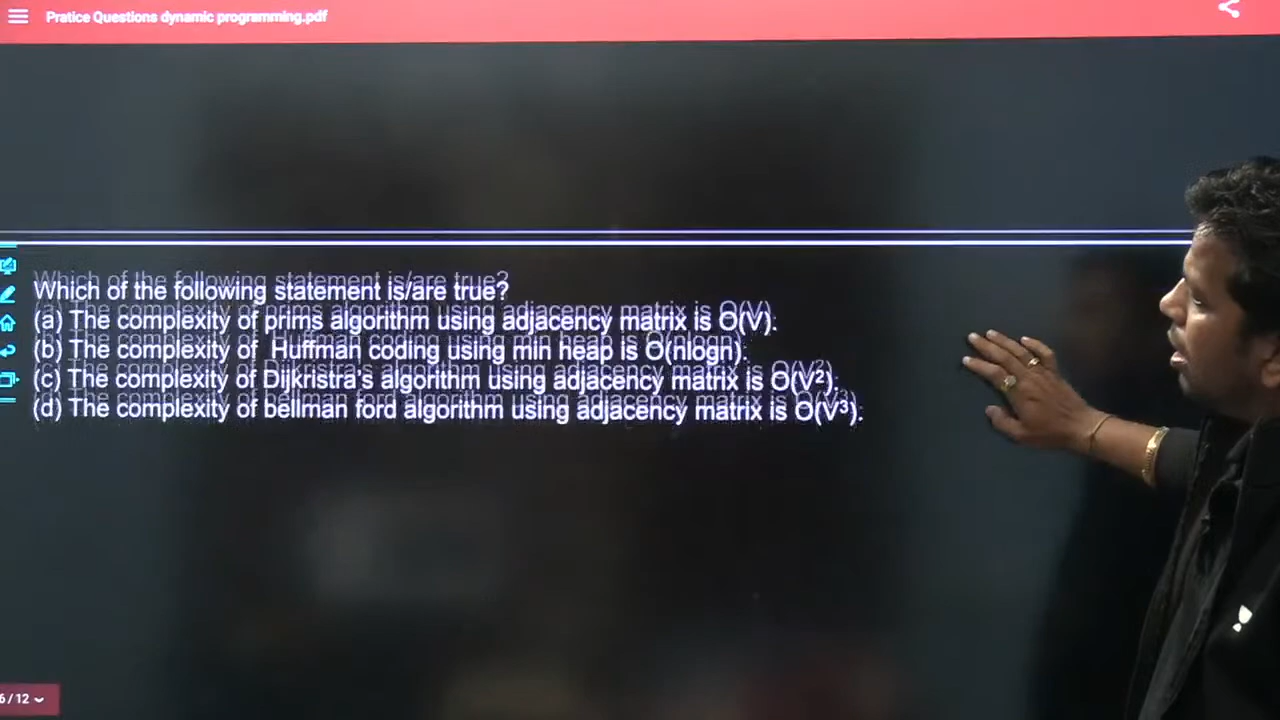 Pratice Questions dynamic programming.pdf
Which of the following statement is/are true?
(a) The complexity of prims algorithm using adjacency matrix is O(V).
(b) The complexity of Huffman coding using min heap is O(nlogn).
(c) The complexity of Dijkristra's algorithm using adjacency matrix is O(V²).
(d) The complexity of bellman ford algorithm using adjacency matrix is O(V³).
6 / 12